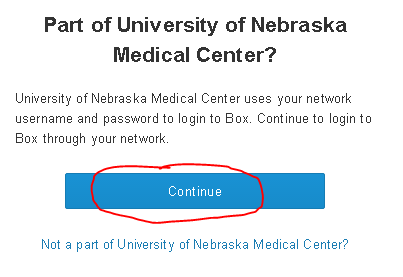 Part of University of Nebraska
Medical Center?
University of Nebraska Medical Center uses your network
username and password to login to Box. Continue to login to
Box through your network.
Continue
Not a part of University of Nebraska Medical Center?